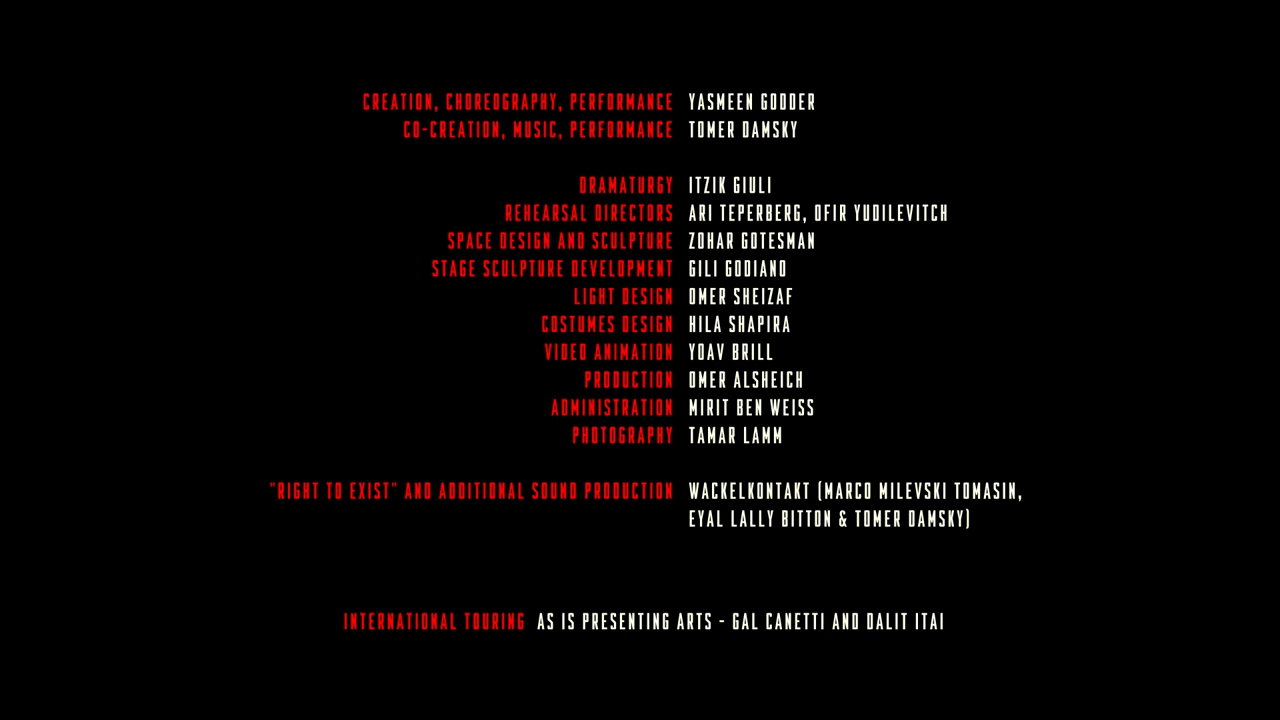 CREATION, CHOREOGRAPHY, PERFORMANCE YASMEEN GODDER
CO-CREATION, MUSIC, PERFORMANCE TOMER DAMSKY
DRAMATURGY ITZIK GIULI
REHEARSAL DIRECTORS ARI TEPERBERG, OFIR YUDILEVITCH
SPACE DESIGN AND SCULPTURE ZOHAR GOTESMAN
STAGE SCULPTURE DEVELOPMENT GILI GODIANO
LIGHT DESIGN OMER SHEIZAF
COSTUMES DESIGN HILA SHAPIRA
VIDEO ANIMATION YOAV BRILL
PRODUCTION OMER ALSHEICH
ADMINISTRATION MIRIT BEN WEISS
PHOTOGRAPHY TAMAR LAMM
"RIGHT TO EXIST" AND ADDITIONAL SOUND PRODUCTION WACKELKONTAKT (MARCO MILEVSKI TOMASIN,
EYAL LALLY BITTON & TOMER DAMSKY)
INTERNATIONAL TOURING AS IS PRESENTING ARTS - GAL CANETTI AND DALIT ITAI